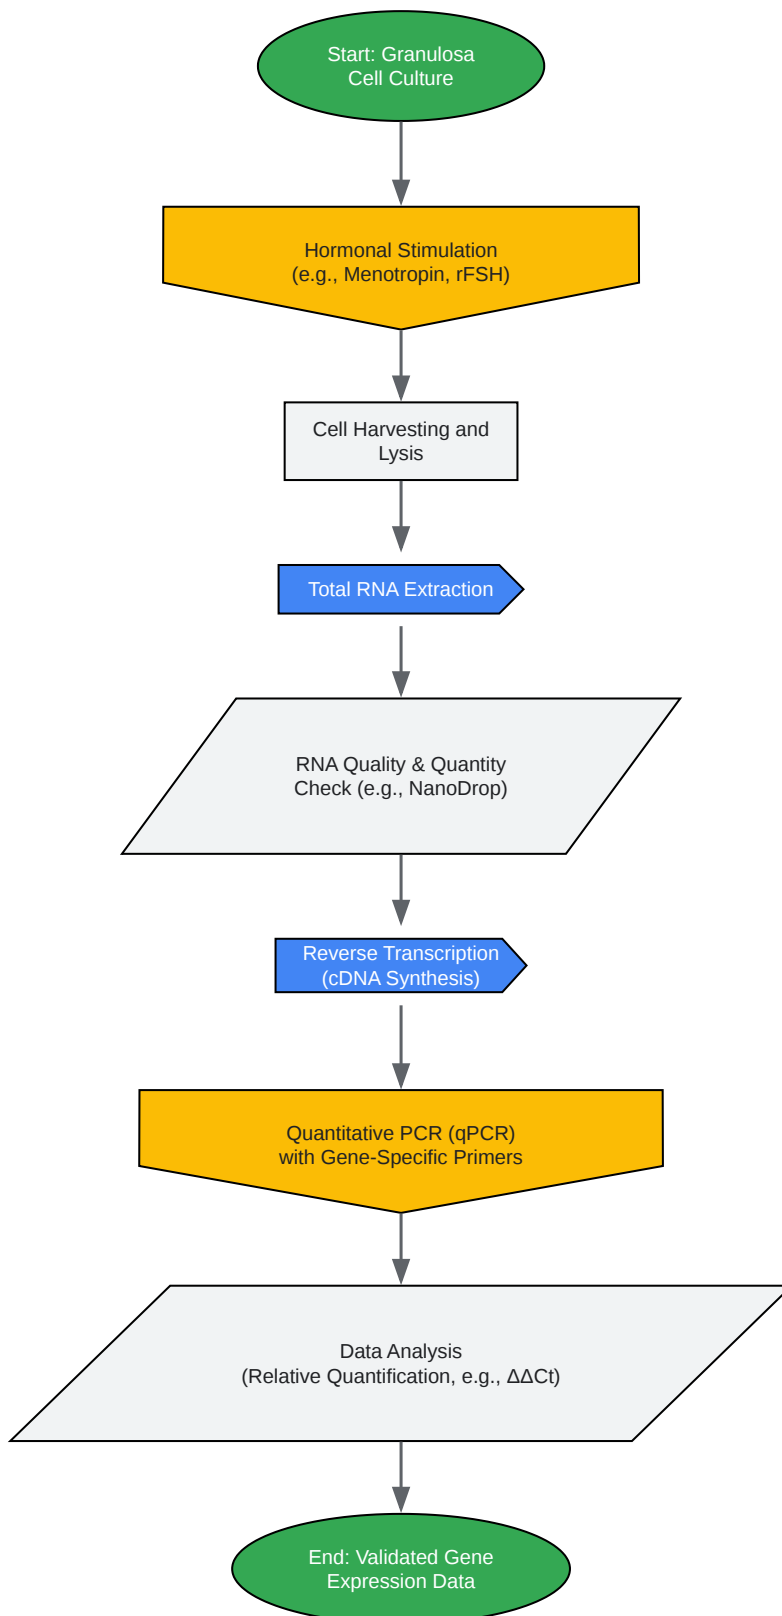 Start: Granulosa
Cell Culture
Hormonal Stimulation
(e.g., Menotropin, rFSH)
Cell Harvesting and
Lysis
Total RNA Extraction
RNA Quality & Quantity
Check (e.g., NanoDrop)
Reverse Transcription
(cDNA Synthesis)
Quantitative PCR (qPCR)
with Gene-Specific Primers
Data Analysis
(Relative Quantification, e.g., ΔΔCt)
End: Validated Gene
Expression Data